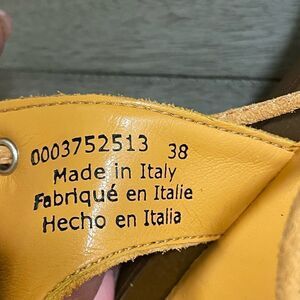 0003752513 38
Made in Italy
Fabriqué en Italie
Hecho en Italia